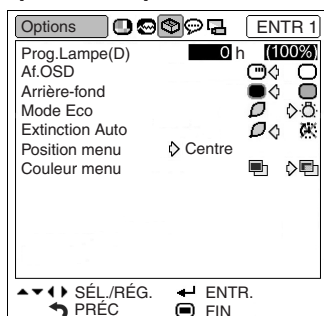 Options ENTR 1
Prog.Lampe(D) 0 h (100%)
Af.OSD
Arrière-fond
Mode Eco
Extinction Auto
Position menu Centre
Couleur menu
SÉL./RÉG. ENTR.
PRÉC FIN